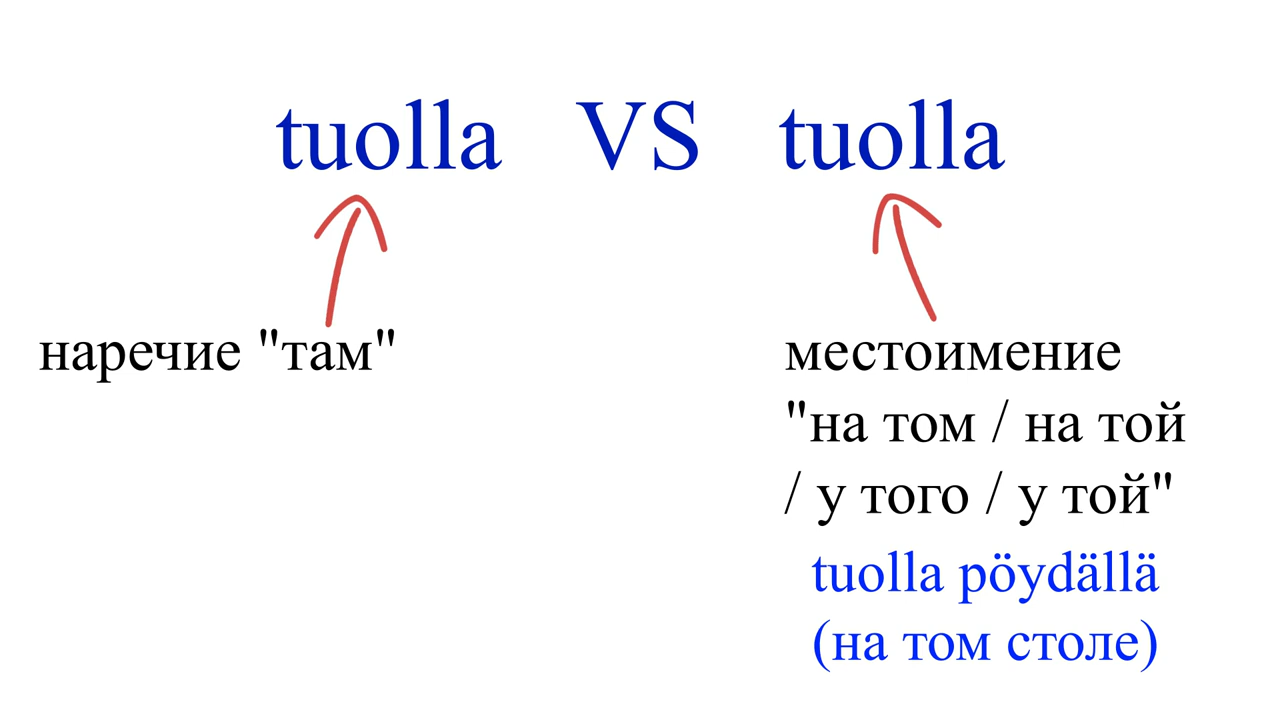 tuolla VS tuolla
наречие "там"
местоимение
"на том / на той
/ у того / у той"
tuolla pöydällä
(на том столе)